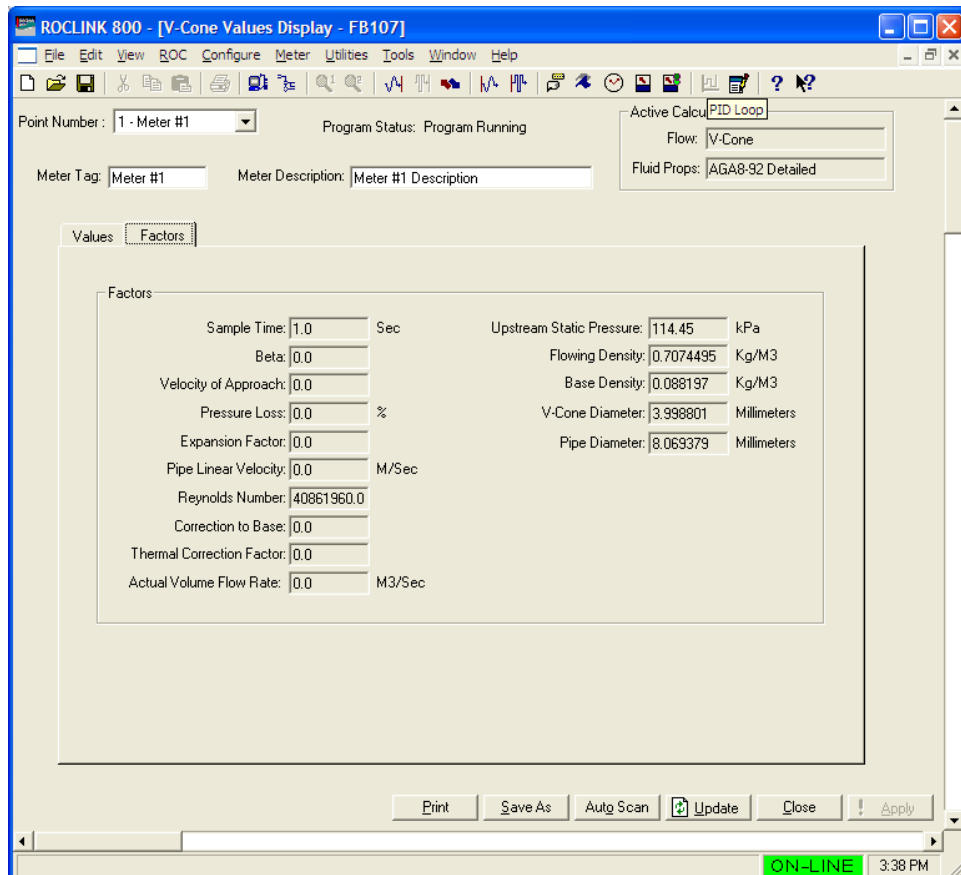 ROCLINK 800 - [V-Cone Values Display - FB107]
File Edit View ROC Configure Meter Utilities Tools Window Help
PID Loop
Point Number : 1 - Meter #1
Program Status: Program Running
Active Calcu
Flow: V-Cone
Fluid Props: AGA8-92 Detailed
Meter Tag: Meter #1
Meter Description: Meter #1 Description
Values Factors
Factors
Sample Time: 1.0 Sec
Beta: 0.0
Velocity of Approach: 0.0
Pressure Loss: 0.0 %
Expansion Factor: 0.0
Pipe Linear Velocity: 0.0 M/Sec
Reynolds Number: 40861960.0
Correction to Base: 0.0
Thermal Correction Factor: 0.0
Actual Volume Flow Rate: 0.0 M3/Sec
Upstream Static Pressure: 114.45 kPa
Flowing Density: 0.7074495 Kg/M3
Base Density: 0.088197 Kg/M3
V-Cone Diameter: 3.998801 Millimeters
Pipe Diameter: 8.069379 Millimeters
Print Save As Auto Scan Update Close ! Apply
ON-LINE 3:38 PM